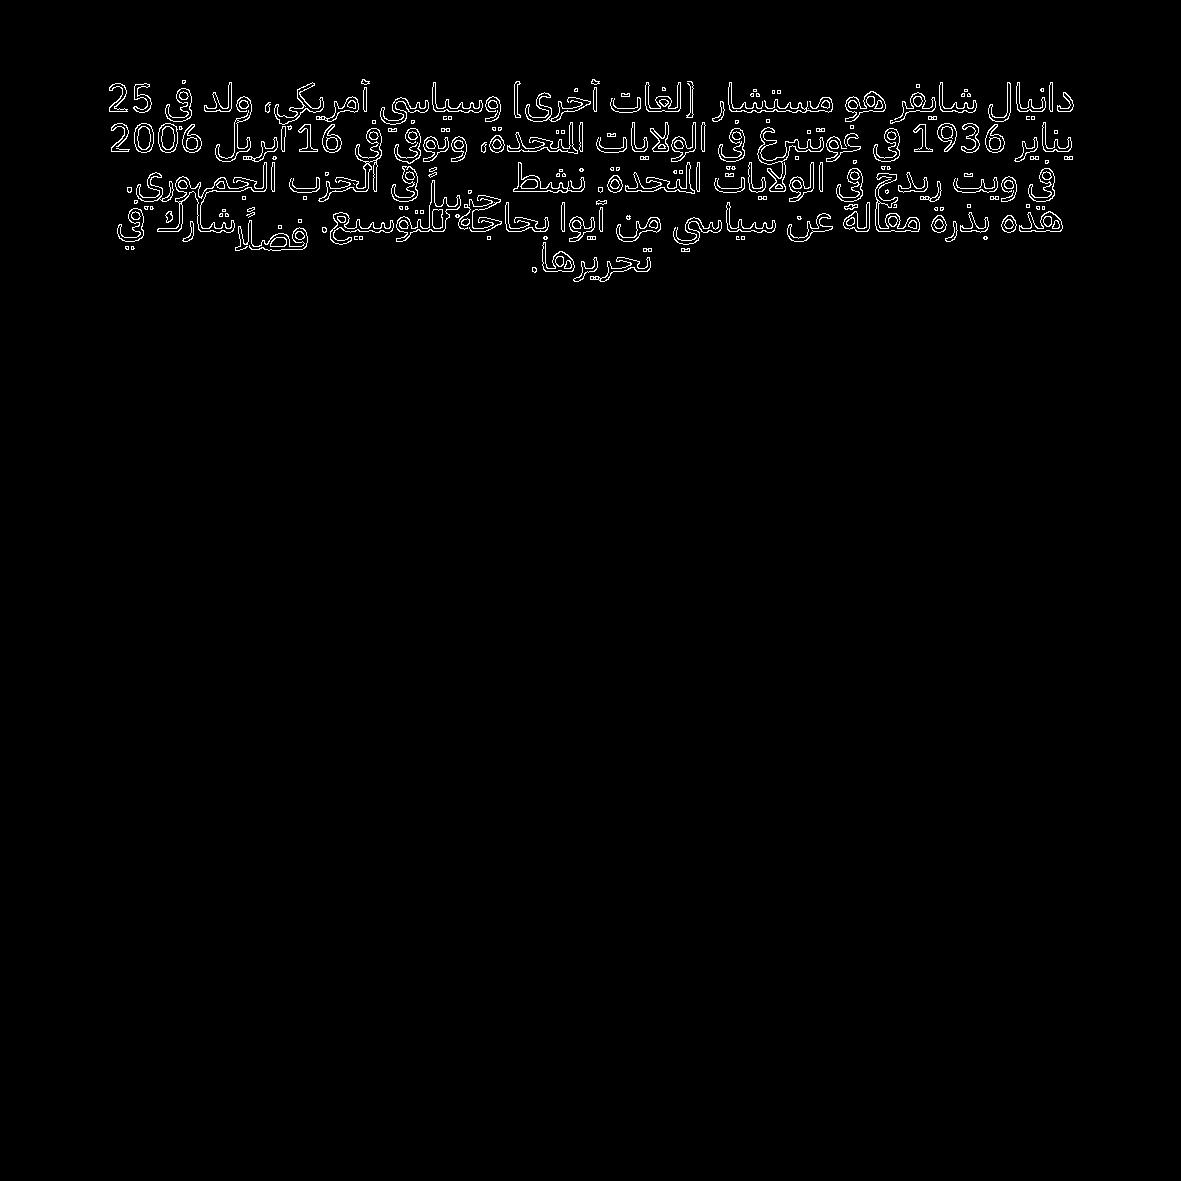 دانيال شايفر هو مستشار [لغات أخرى] وسياسي أمريكي، ولد في 25
يناير 1936 في غوتنبرغ في الولايات المتحدة، وتوفي في 16 أبريل 2006
في ويت ريدج في الولايات المتحدة. نشط حزبياً في الحزب الجمهوري.
هذه بذرة مقالة عن سياسي من آيوا بحاجة للتوسيع. فضلًا شارك في
تحريرها.